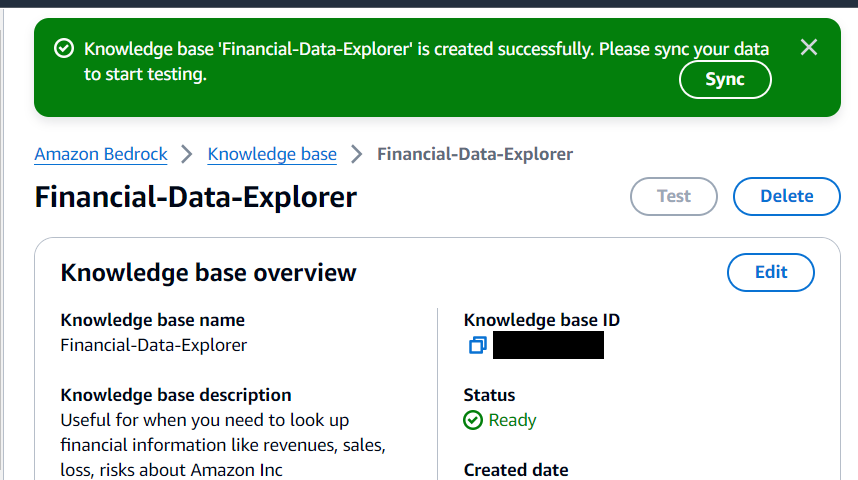 Knowledge base 'Financial-Data-Explorer' is created successfully. Please sync your data
to start testing.
Sync
Amazon Bedrock > Knowledge base > Financial-Data-Explorer
Financial-Data-Explorer
Test
Delete
Knowledge base overview
Edit
Knowledge base name
Financial-Data-Explorer
Knowledge base description
Useful for when you need to look up
financial information like revenues, sales,
loss, risks about Amazon Inc
Knowledge base ID
Status
Ready
Created date